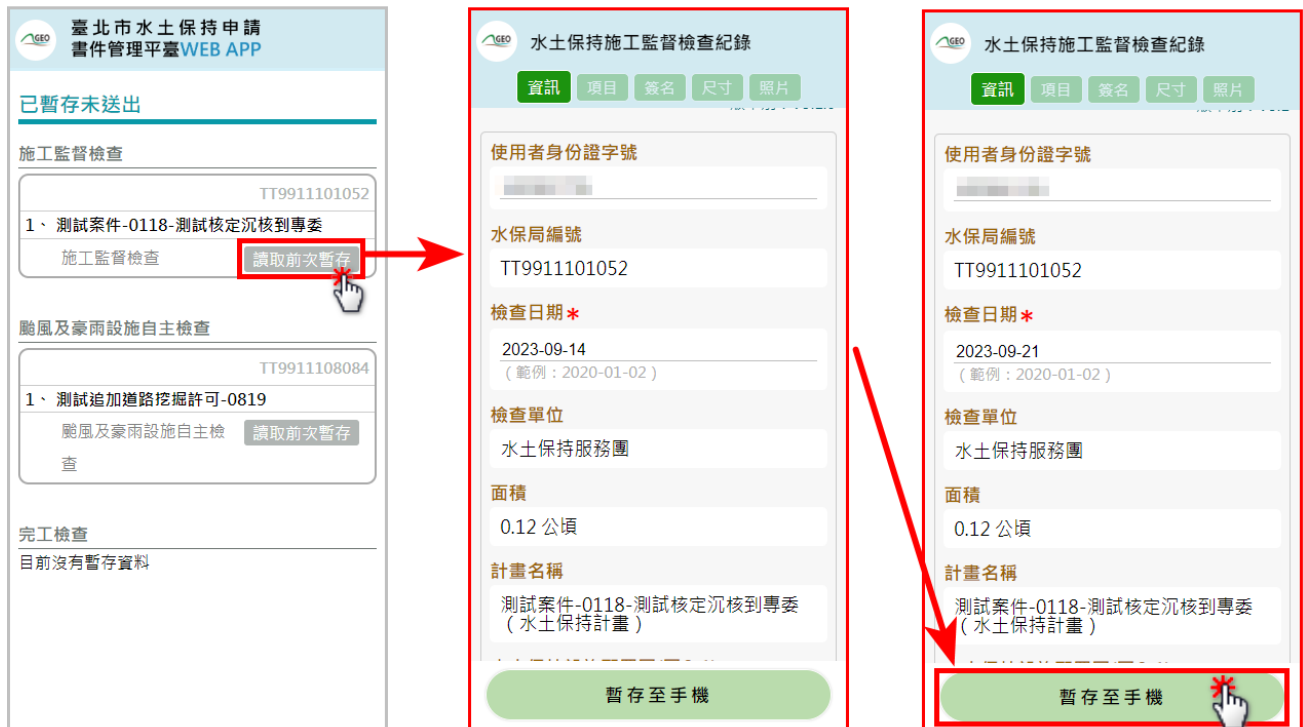 GEO
臺北市水土保持申請
書件管理平臺WEB APP
已暫存未送出
施工監督檢查
TT9911101052
1、 測試案件-0118-測試核定沉核到專委
施工監督檢查 讀取前次暫存
颱風及豪雨設施自主檢查
TT9911108084
1、 測試追加道路挖掘許可-0819
颱風及豪雨設施自主檢 讀取前次暫存
查
完工檢查
目前沒有暫存資料
GEO
水土保持施工監督檢查紀錄
資訊 項目 簽名 尺寸 照片
使用者身份證字號
水保局編號
TT9911101052
檢查日期*
2023-09-14
(範例:2020-01-02)
檢查單位
水土保持服務團
面積
0.12 公頃
計畫名稱
測試案件-0118-測試核定沉核到專委
(水土保持計畫)
暫存至手機
GEO
水土保持施工監督檢查紀錄
資訊 項目 簽名 尺寸 照片
使用者身份證字號
水保局編號
TT9911101052
檢查日期*
2023-09-21
(範例:2020-01-02)
檢查單位
水土保持服務團
面積
0.12 公頃
計畫名稱
測試案件-0118-測試核定沉核到專委
(水土保持計畫)
暫存至手機